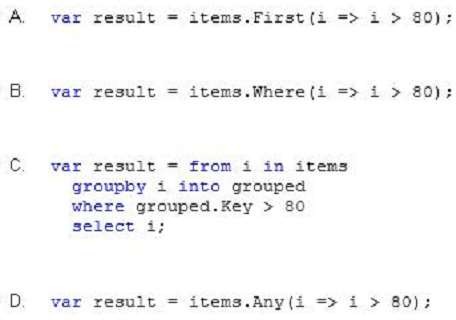 A. var result = items.First(i => i > 80);
B. var result = items.Where(i => i > 80);
C. var result = from i in items
groupby i into grouped
where grouped.Key > 80
select i;
D. var result = items.Any(i => i > 80);